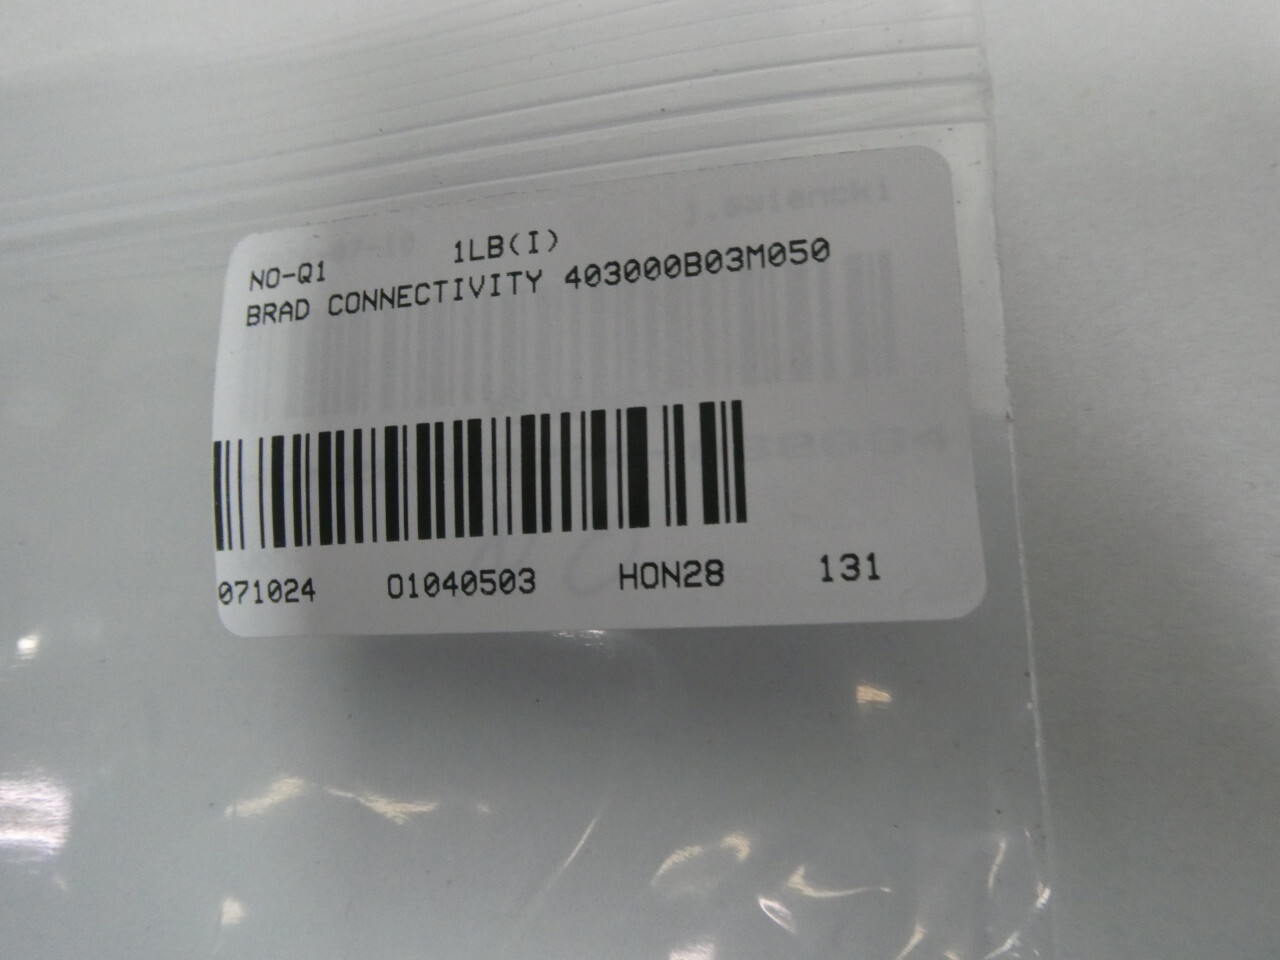 NO-Q1 1LB(I)
BRAD CONNECTIVITY 403000B03M050
071024 01040503 HON28 131